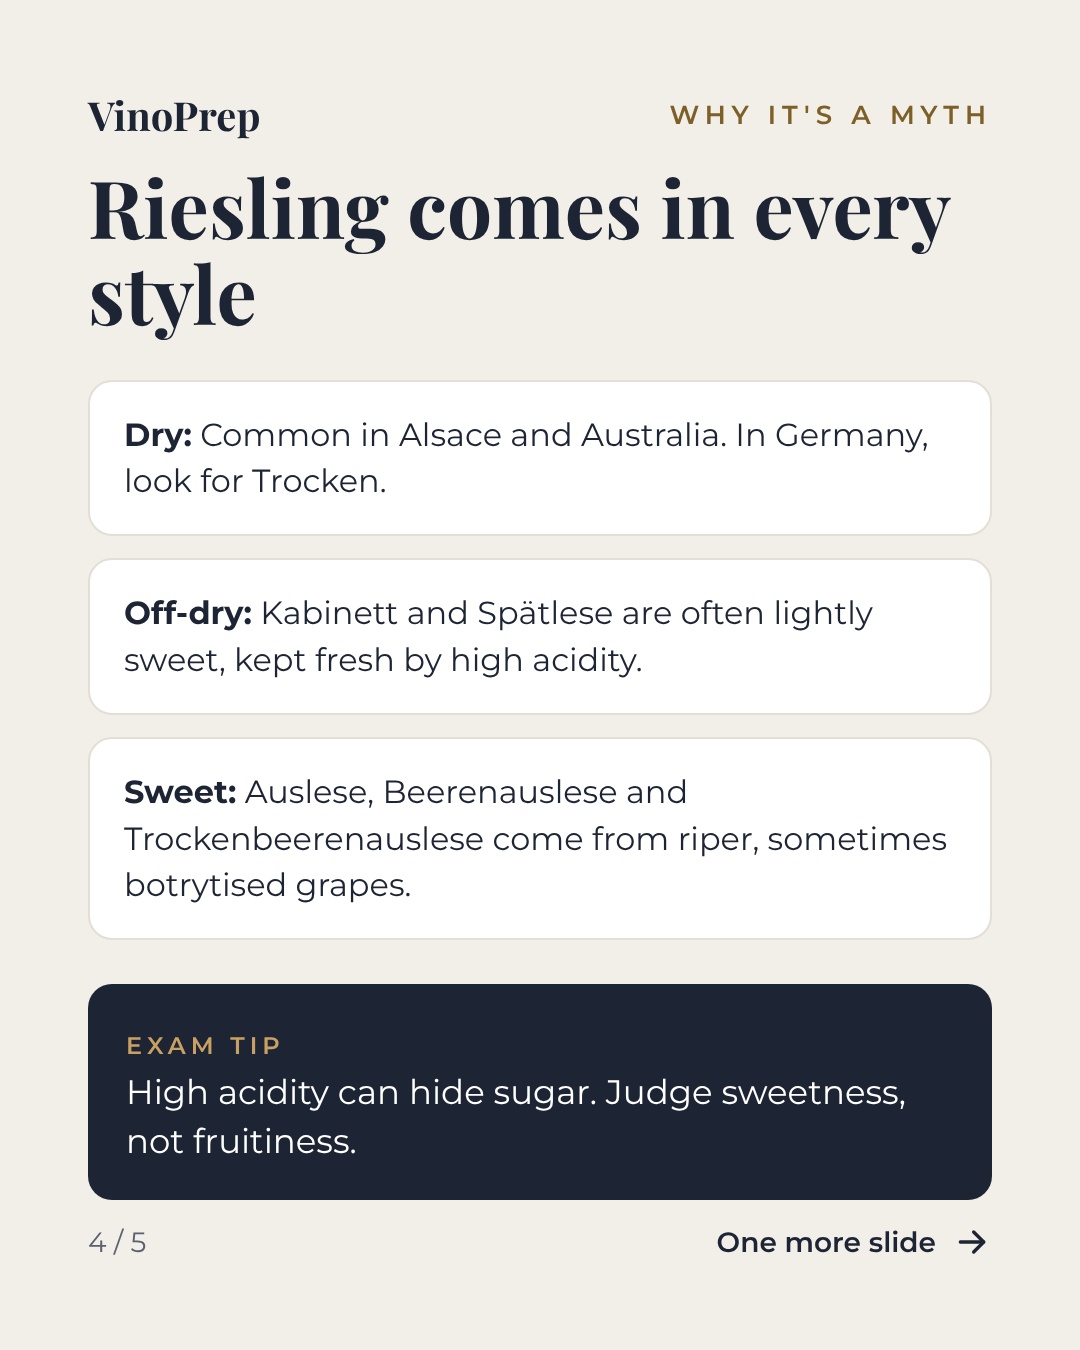 VinoPrep
WHY IT'S A MYTH
Riesling comes in every
style
Dry: Common in Alsace and Australia. In Germany,
look for Trocken.
Off-dry: Kabinett and Spätlese are often lightly
sweet, kept fresh by high acidity.
Sweet: Auslese, Beerenauslese and
Trockenbeerenauslese come from riper, sometimes
botrytised grapes.
EXAM TIP
High acidity can hide sugar. Judge sweetness,
not fruitiness.
4 / 5
One more slide →